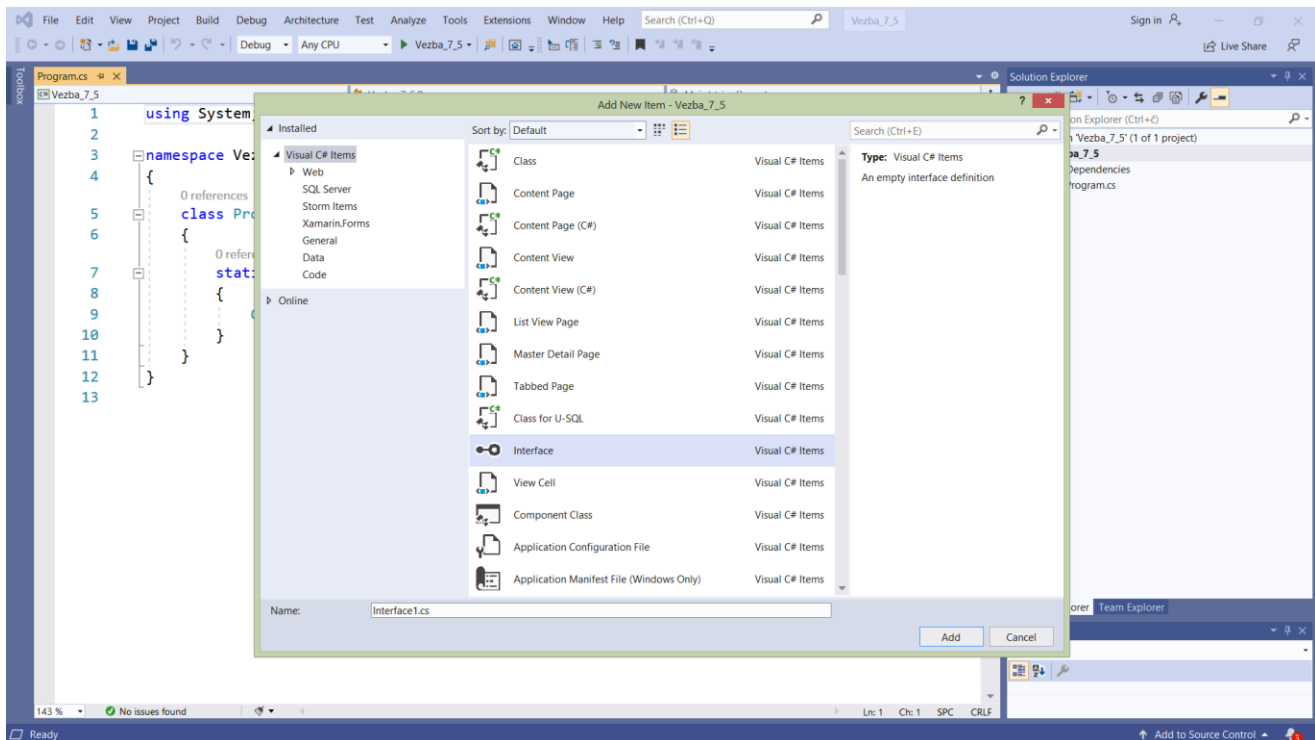 File Edit View Project Build Debug Architecture Test Analyze Tools Extensions Window Help Search (Ctrl+Q) Vezba_7_5 Sign in
Debug Any CPU Vezba_7_5 Live Share
Toolbox
Program.cs
Solution Explorer
Vezba_7_5
Add New Item - Vezba_7_5
? ×
1 using System
2
3 namespace Vez
4 {
0 references
5 class Pro
6 {
0 refere
7 stati
8 {
9
10 }
11 }
12 }
13
Installed
Visual C# Items
Web
SQL Server
Storm Items
Xamarin.Forms
General
Data
Code
Online
Sort by: Default
Search (Ctrl+E)
Class Visual C# Items
Content Page Visual C# Items
Content Page (C#) Visual C# Items
Content View Visual C# Items
Content View (C#) Visual C# Items
List View Page Visual C# Items
Master Detail Page Visual C# Items
Tabbed Page Visual C# Items
Class for U-SQL Visual C# Items
Interface Visual C# Items
View Cell Visual C# Items
Component Class Visual C# Items
Application Configuration File Visual C# Items
Application Manifest File (Windows Only) Visual C# Items
Type: Visual C# Items
An empty interface definition
Name: Interface1.cs
Add Cancel
on Explorer (Ctrl+č)
n 'Vezba_7_5' (1 of 1 project)
ba_7_5
Dependencies
Program.cs
orer Team Explorer
143 % No issues found Ln: 1 Ch: 1 SPC CRLF
Ready Add to Source Control 3